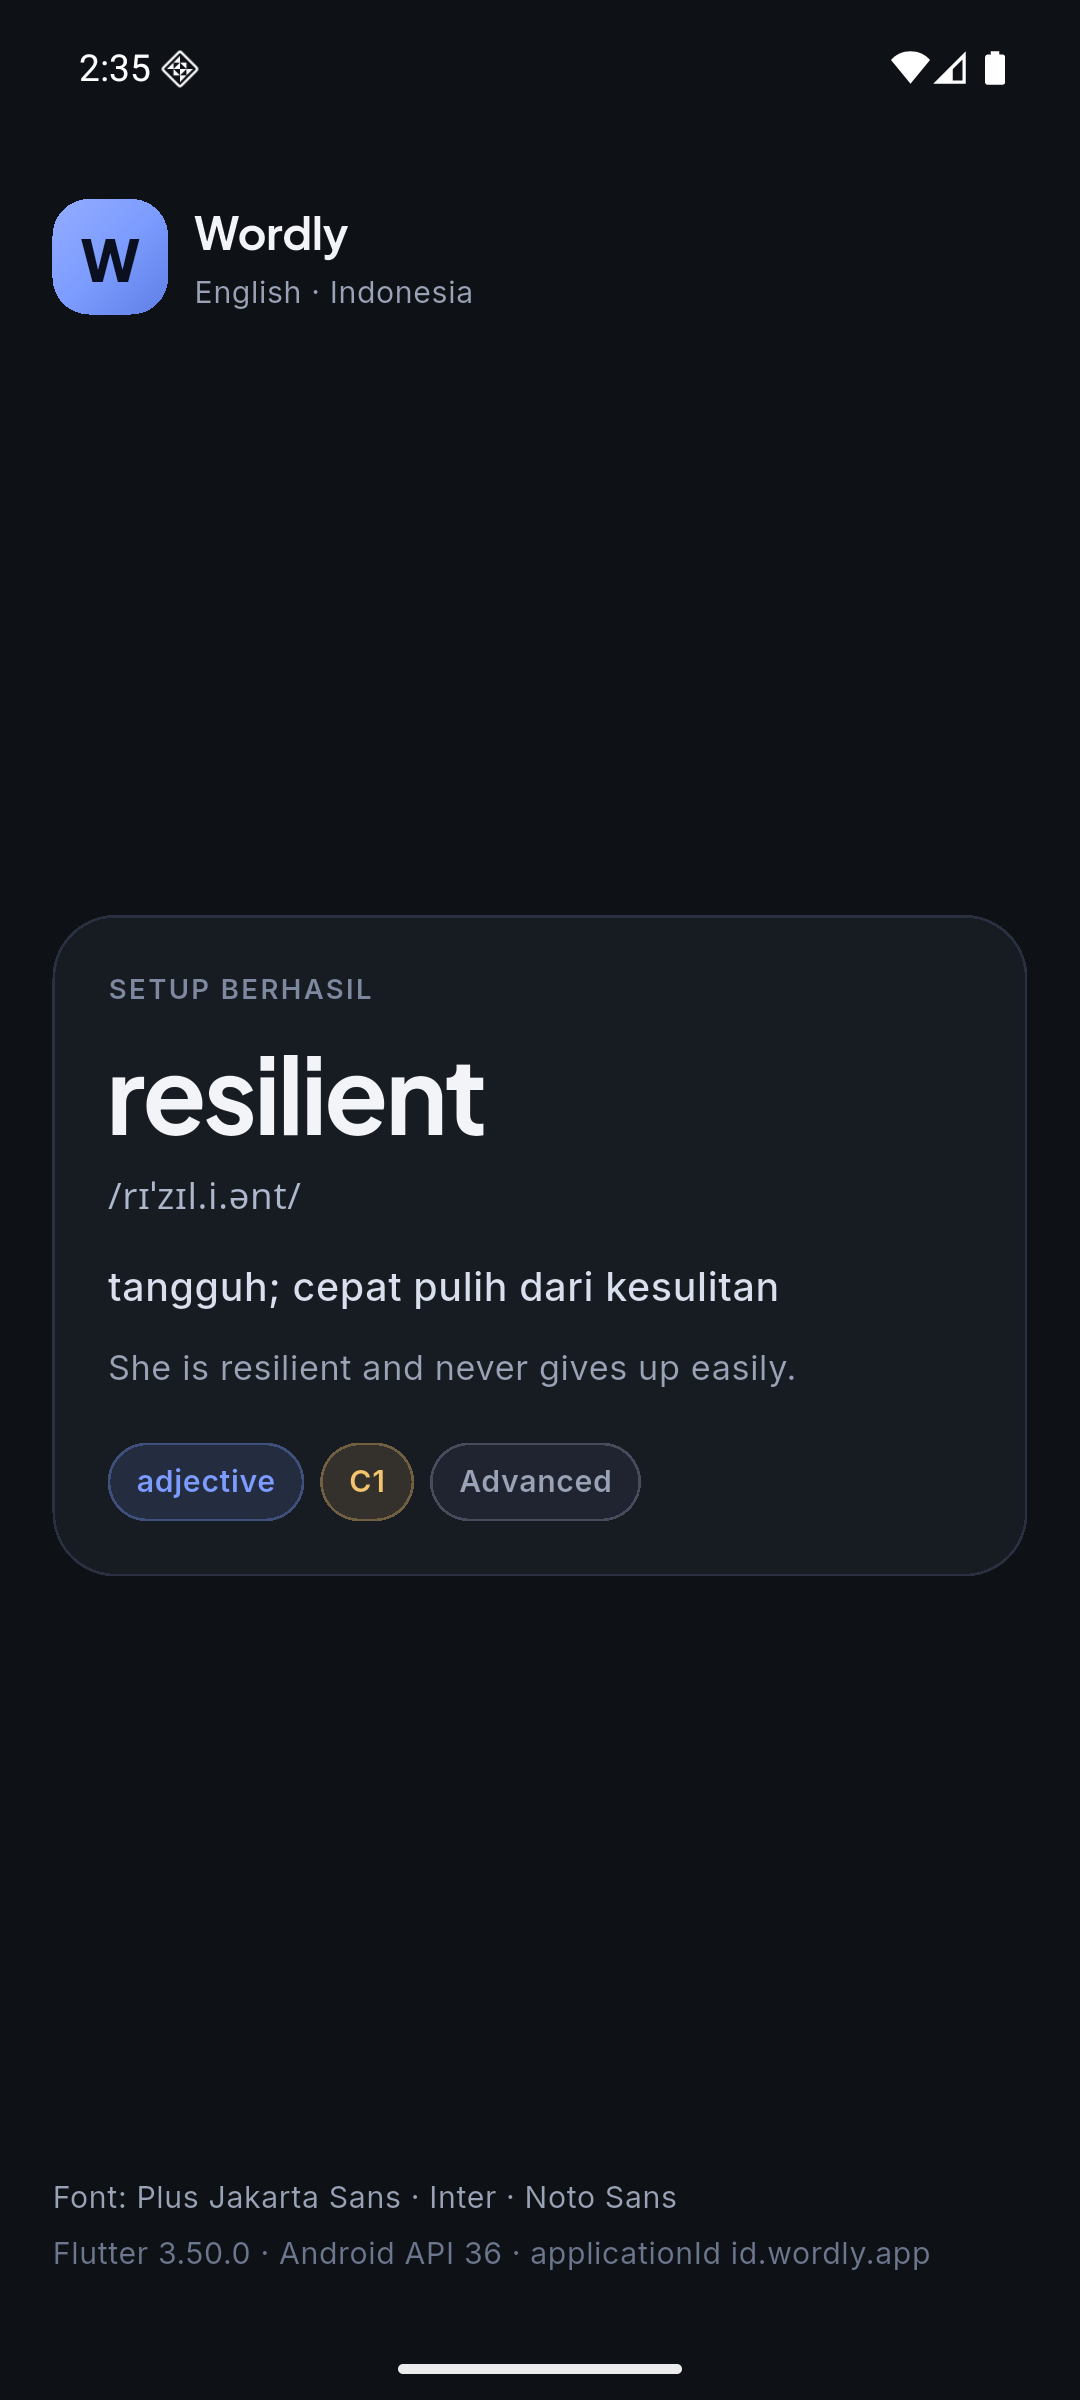 2:35
W
Wordly
English · Indonesia
SETUP BERHASIL
resilient
/rɪˈzɪl.i.ənt/
tangguh; cepat pulih dari kesulitan
She is resilient and never gives up easily.
adjective C1 Advanced
Font: Plus Jakarta Sans · Inter · Noto Sans
Flutter 3.50.0 · Android API 36 · applicationId id.wordly.app